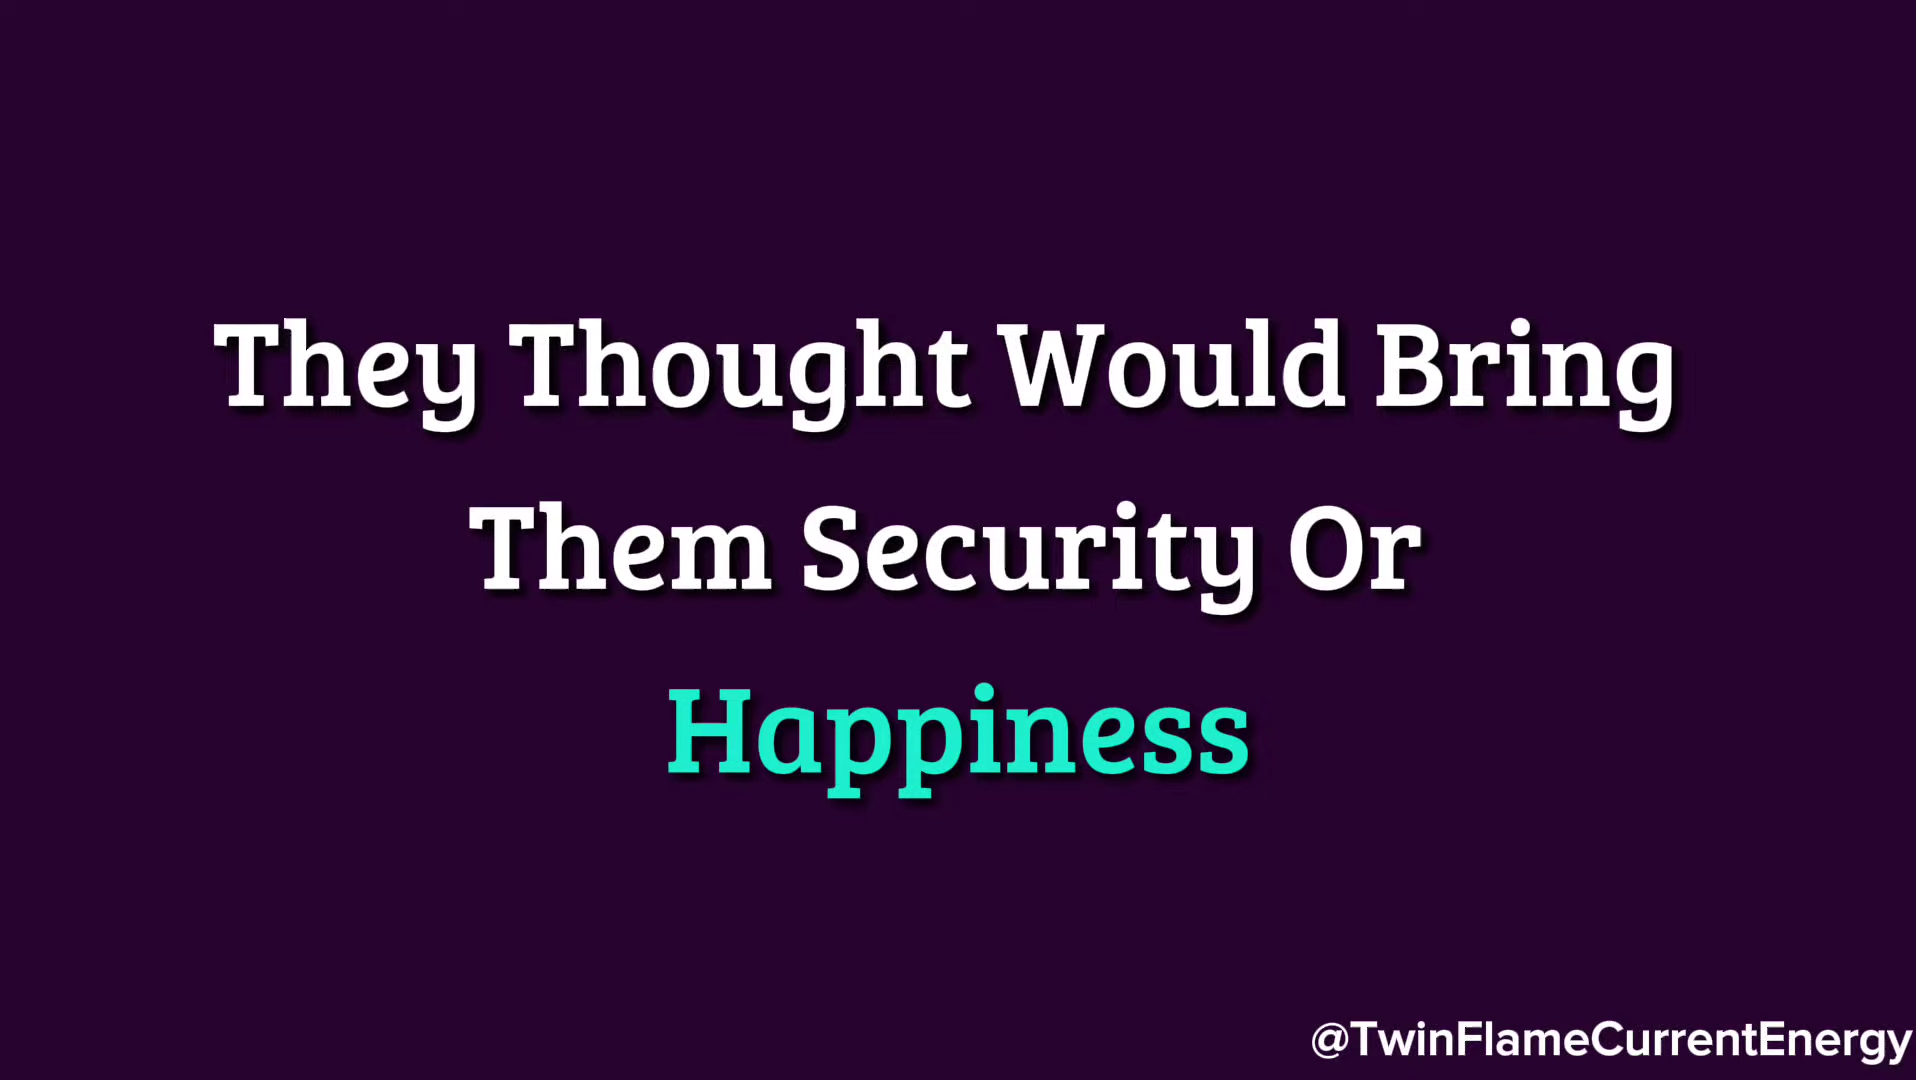 They Thought Would Bring
Them Security Or
Happiness
@TwinFlameCurrentEnergy